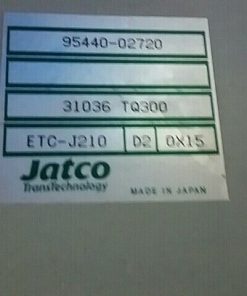 95440-02720
31036 TQ300
ETC-J210 D2 0X15
Jatco
TransTechnology
MADE IN JAPAN